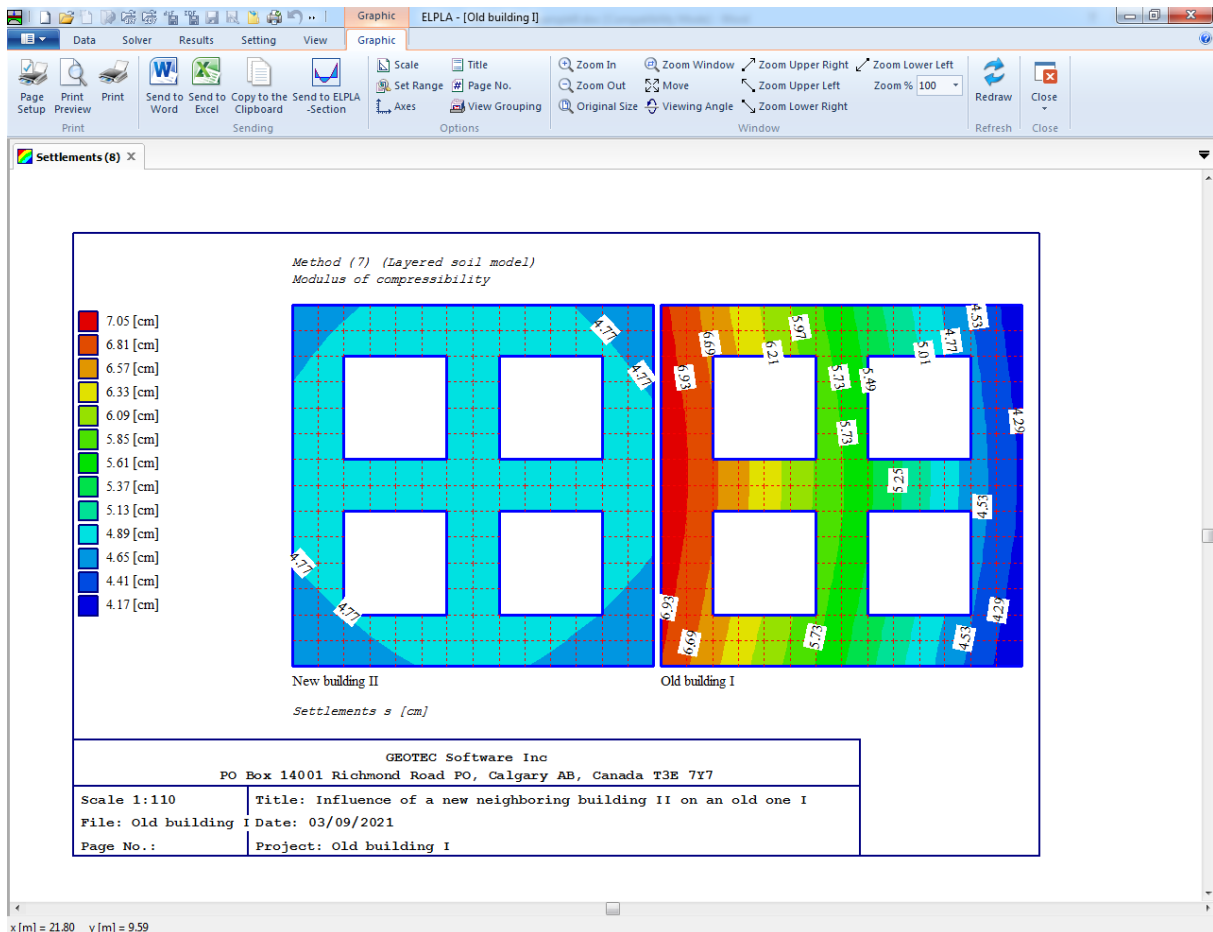 Graphic ELPLA - [Old building I]
Data Solver Results Setting View Graphic
Scale Title Zoom In Zoom Window Zoom Upper Right Zoom Lower Left
Set Range Page No. Zoom Out Move Zoom Upper Left Zoom % 100
Axes View Grouping Original Size Viewing Angle Zoom Lower Right
Page Setup Print Preview Print Send to Word Send to Excel Copy to the Clipboard Send to ELPLA -Section Redraw Close
Print Sending Options Window Refresh Close
Settlements (8) X
Method (7) (Layered soil model)
Modulus of compressibility
7.05 [cm]
6.81 [cm]
6.57 [cm]
6.33 [cm]
6.09 [cm]
5.85 [cm]
5.61 [cm]
5.37 [cm]
5.13 [cm]
4.89 [cm]
4.65 [cm]
4.41 [cm]
4.17 [cm]
4.77
4.77
4.77
4.77
6.93
6.69
6.21
5.97
5.73
5.49
5.01
4.77
4.53
4.29
5.73
5.25
4.53
6.93
6.69
5.73
4.53
4.29
New building II Old building I
Settlements s [cm]
GEOTEC Software Inc
PO Box 14001 Richmond Road PO, Calgary AB, Canada T3E 7Y7
Scale 1:110 Title: Influence of a new neighboring building II on an old one I
File: Old building I Date: 03/09/2021
Page No.: Project: Old building I
x [m] = 21.80 y [m] = 9.59